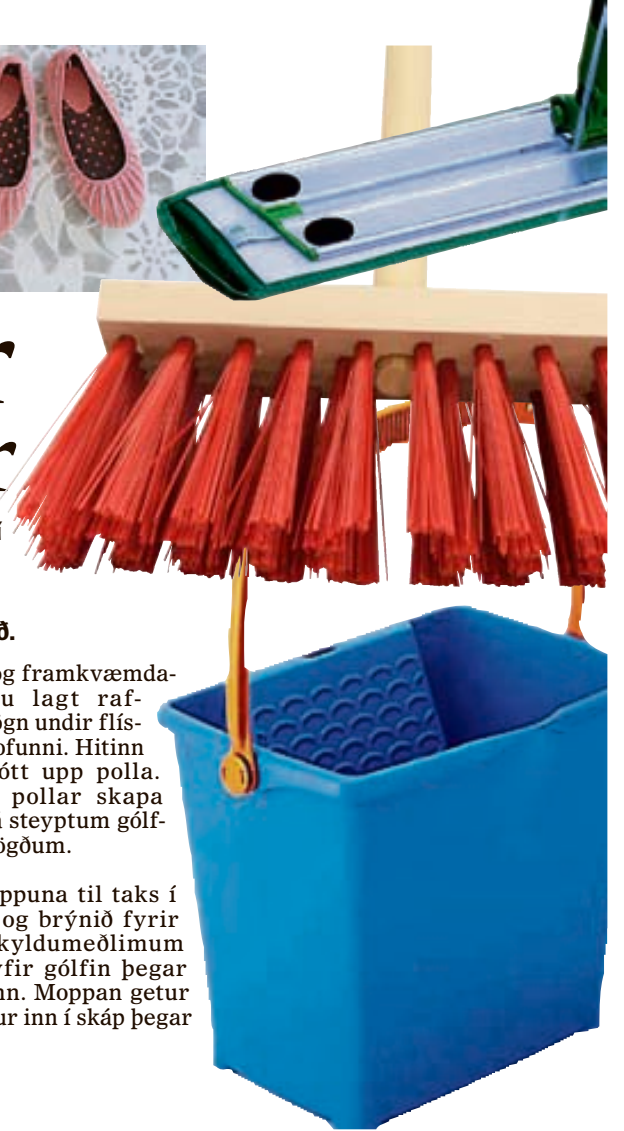 r
r
í
ð.
og framkvæmda-
u lagt raf-
ögn undir flís-
ofunni. Hitinn
ótt upp polla.
pollar skapa
steyptum gólf-
ögðum.
ppuna til taks í
og brýnið fyrir
kyldumeðlimum
yfir gólfin þegar
nn. Moppan getur
ur inn í skáp þegar